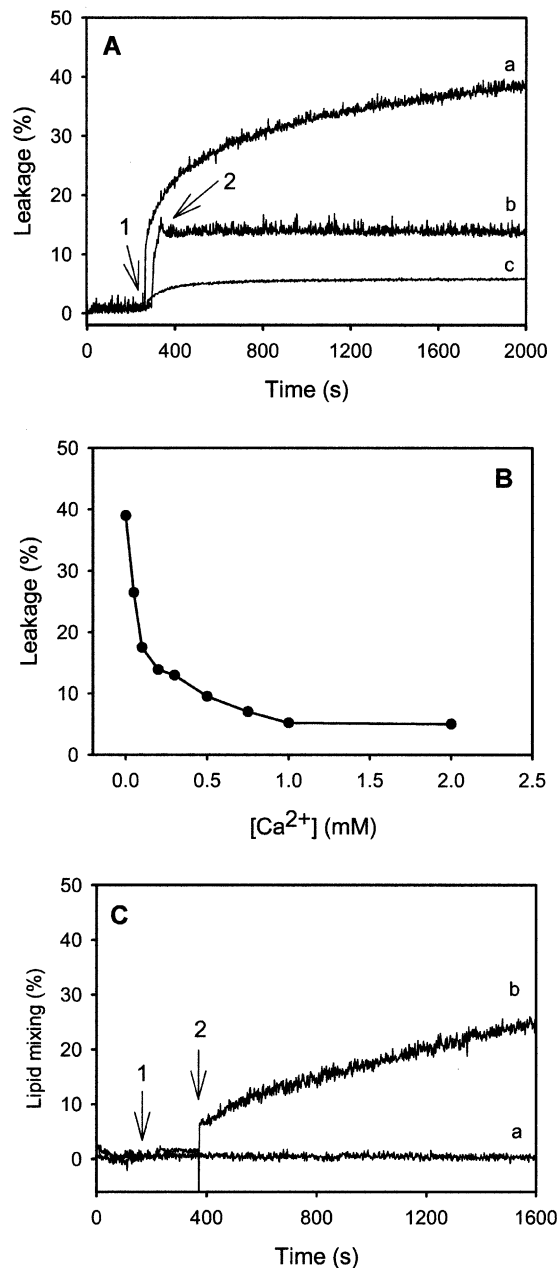 A
50
40
30
20
10
0
Leakage (%)
a
b
c
1
2
0 400 800 1200 1600 2000
Time (s)
B
50
40
30
20
10
0
Leakage (%)
0.0 0.5 1.0 1.5 2.0 2.5
[Ca2+] (mM)
C
50
40
30
20
10
0
Lipid mixing (%)
1
2
b
a
0 400 800 1200 1600
Time (s)